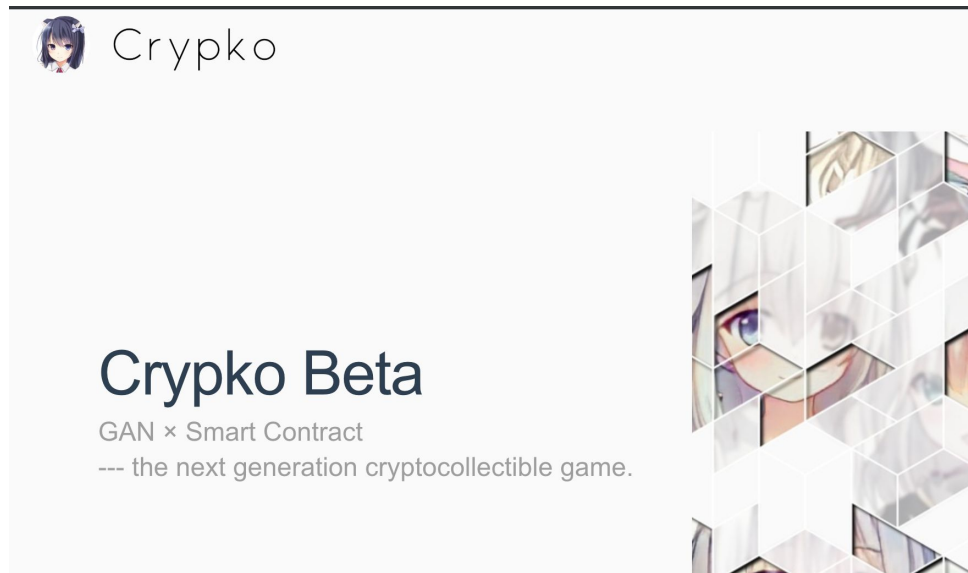 Crypko
Crypko Beta
GAN × Smart Contract
--- the next generation cryptocollectible game.